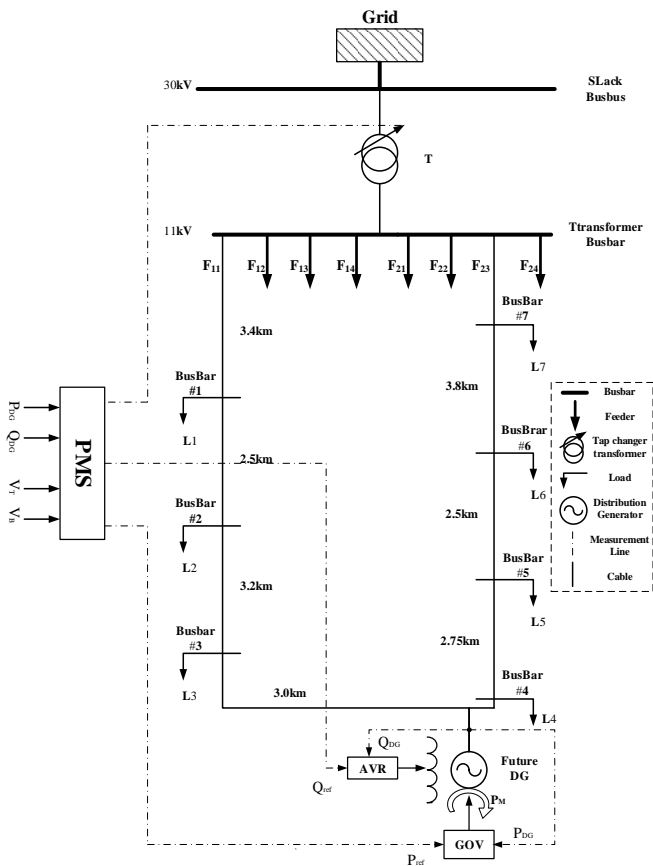 Grid
30kV
SLack
Busbus
T
11kV
Ttransformer
Busbar
F11
F12
F13
F14
F21
F22
F23
F24
BusBar
#7
L7
3.4km
3.8km
BusBar
#1
L1
BusBrar
#6
L6
2.5km
2.5km
BusBar
#2
L2
BusBar
#5
L5
3.2km
2.75km
Busbar
#3
L3
3.0km
BusBar
#4
L4
PDG
QDG
VT
VB
PMS
Busbar
Feeder
Tap changer
transformer
Load
Distribution
Generator
Measurement
Line
Cable
QDG
AVR
Qref
Future
DG
PM
GOV
PDG
Pref